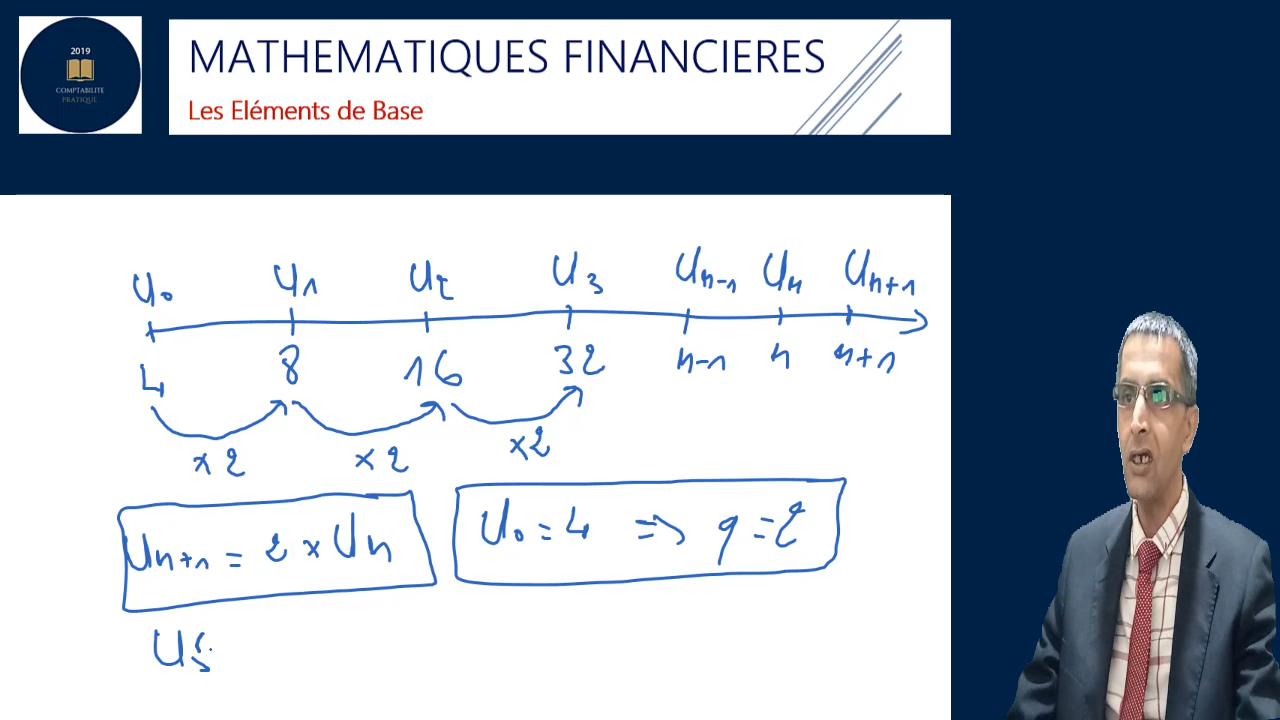 2019
COMPTABILITE
PRATIQUE
MATHEMATIQUES FINANCIERES
Les Eléments de Base
U₀ U₁ U₂ U₃ Uₙ₋₁ Uₙ Uₙ₊₁
4 8 16 32 n-1 n n+1
×2 ×2 ×2
Uₙ₊₁ = 2 × Uₙ
U₀ = 4 => q = 2
U₅